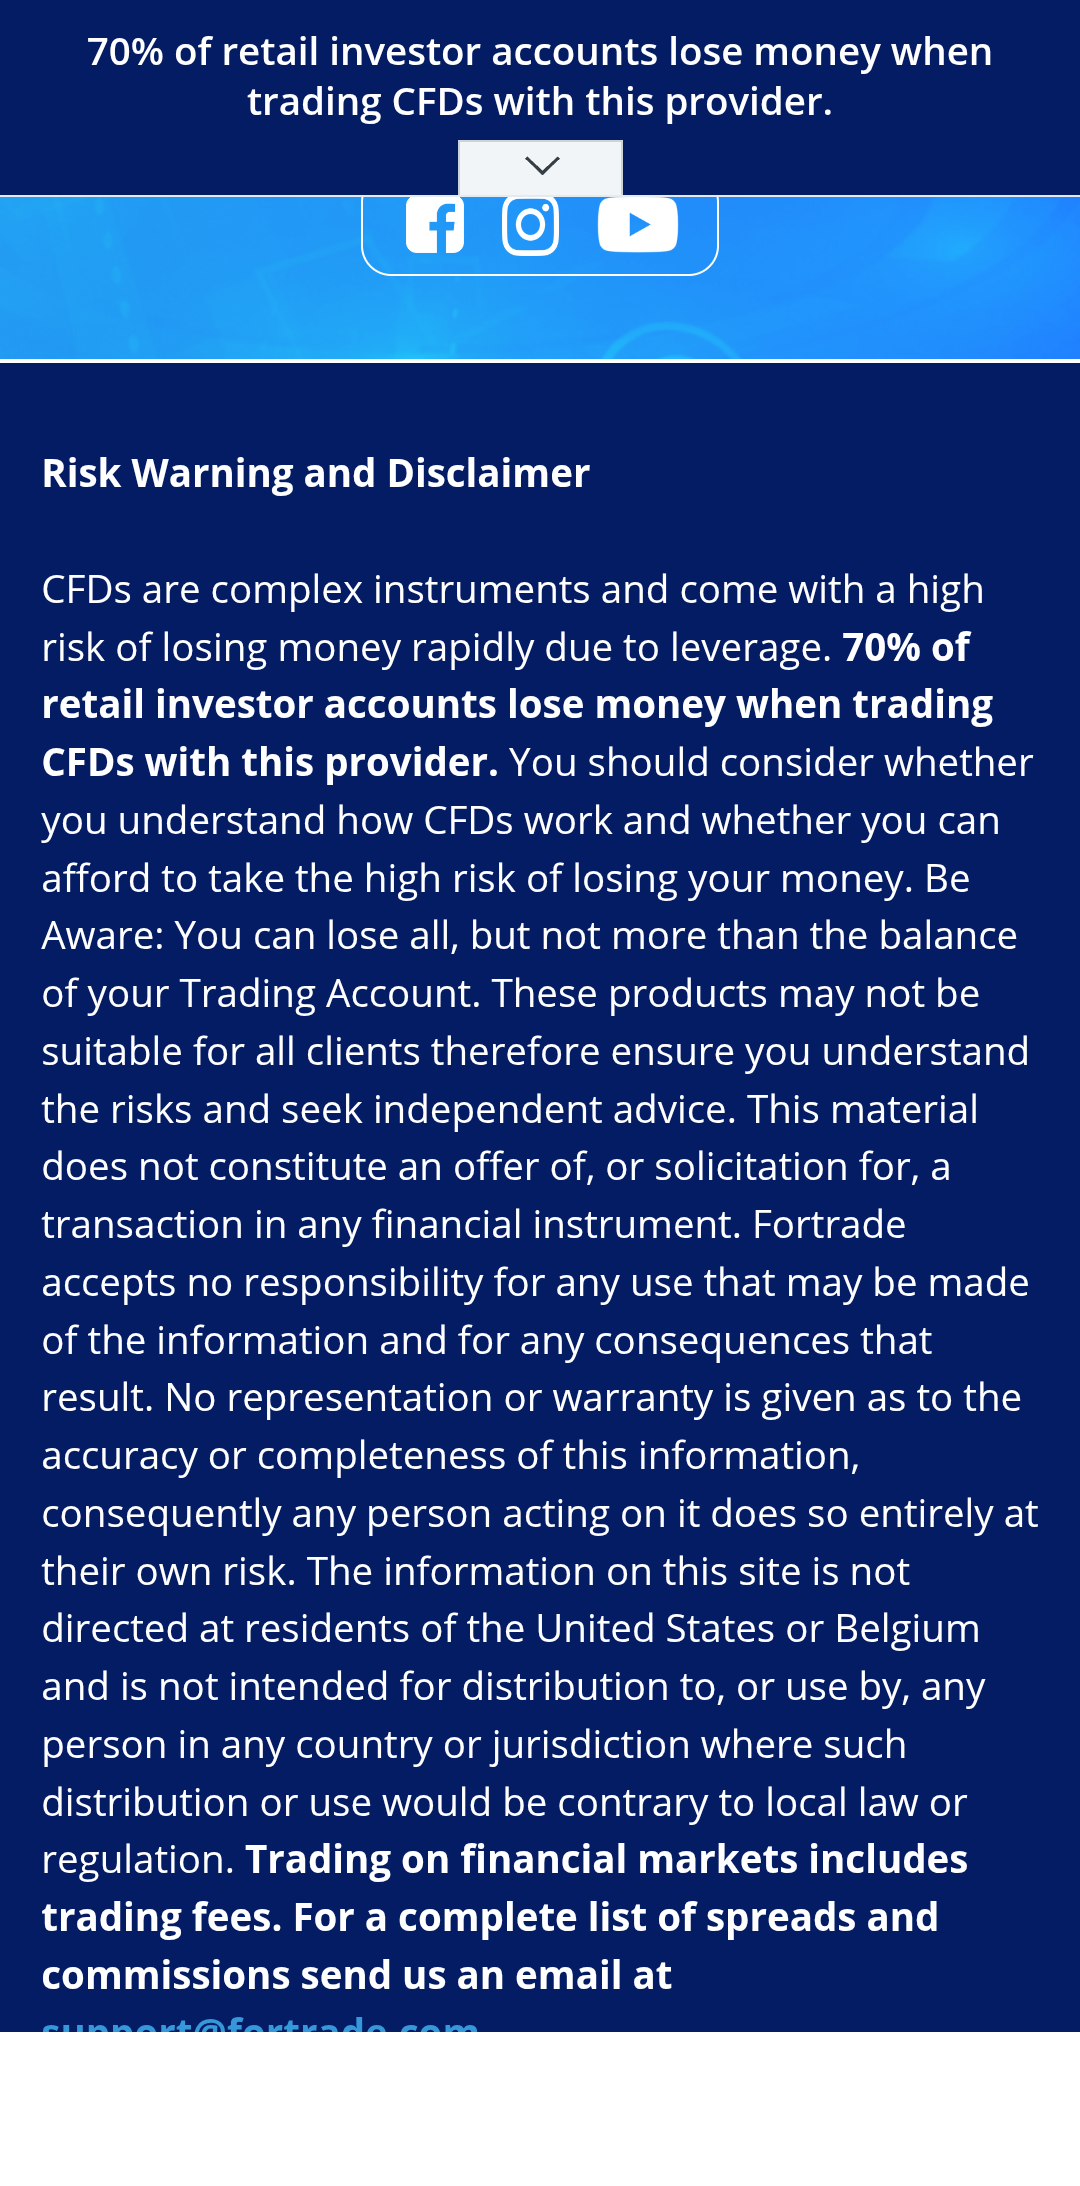 70% of retail investor accounts lose money when
trading CFDs with this provider.
Risk Warning and Disclaimer
CFDs are complex instruments and come with a high
risk of losing money rapidly due to leverage. 70% of
retail investor accounts lose money when trading
CFDs with this provider. You should consider whether
you understand how CFDs work and whether you can
afford to take the high risk of losing your money. Be
Aware: You can lose all, but not more than the balance
of your Trading Account. These products may not be
suitable for all clients therefore ensure you understand
the risks and seek independent advice. This material
does not constitute an offer of, or solicitation for, a
transaction in any financial instrument. Fortrade
accepts no responsibility for any use that may be made
of the information and for any consequences that
result. No representation or warranty is given as to the
accuracy or completeness of this information,
consequently any person acting on it does so entirely at
their own risk. The information on this site is not
directed at residents of the United States or Belgium
and is not intended for distribution to, or use by, any
person in any country or jurisdiction where such
distribution or use would be contrary to local law or
regulation. Trading on financial markets includes
trading fees. For a complete list of spreads and
commissions send us an email at
support@fortrade.com